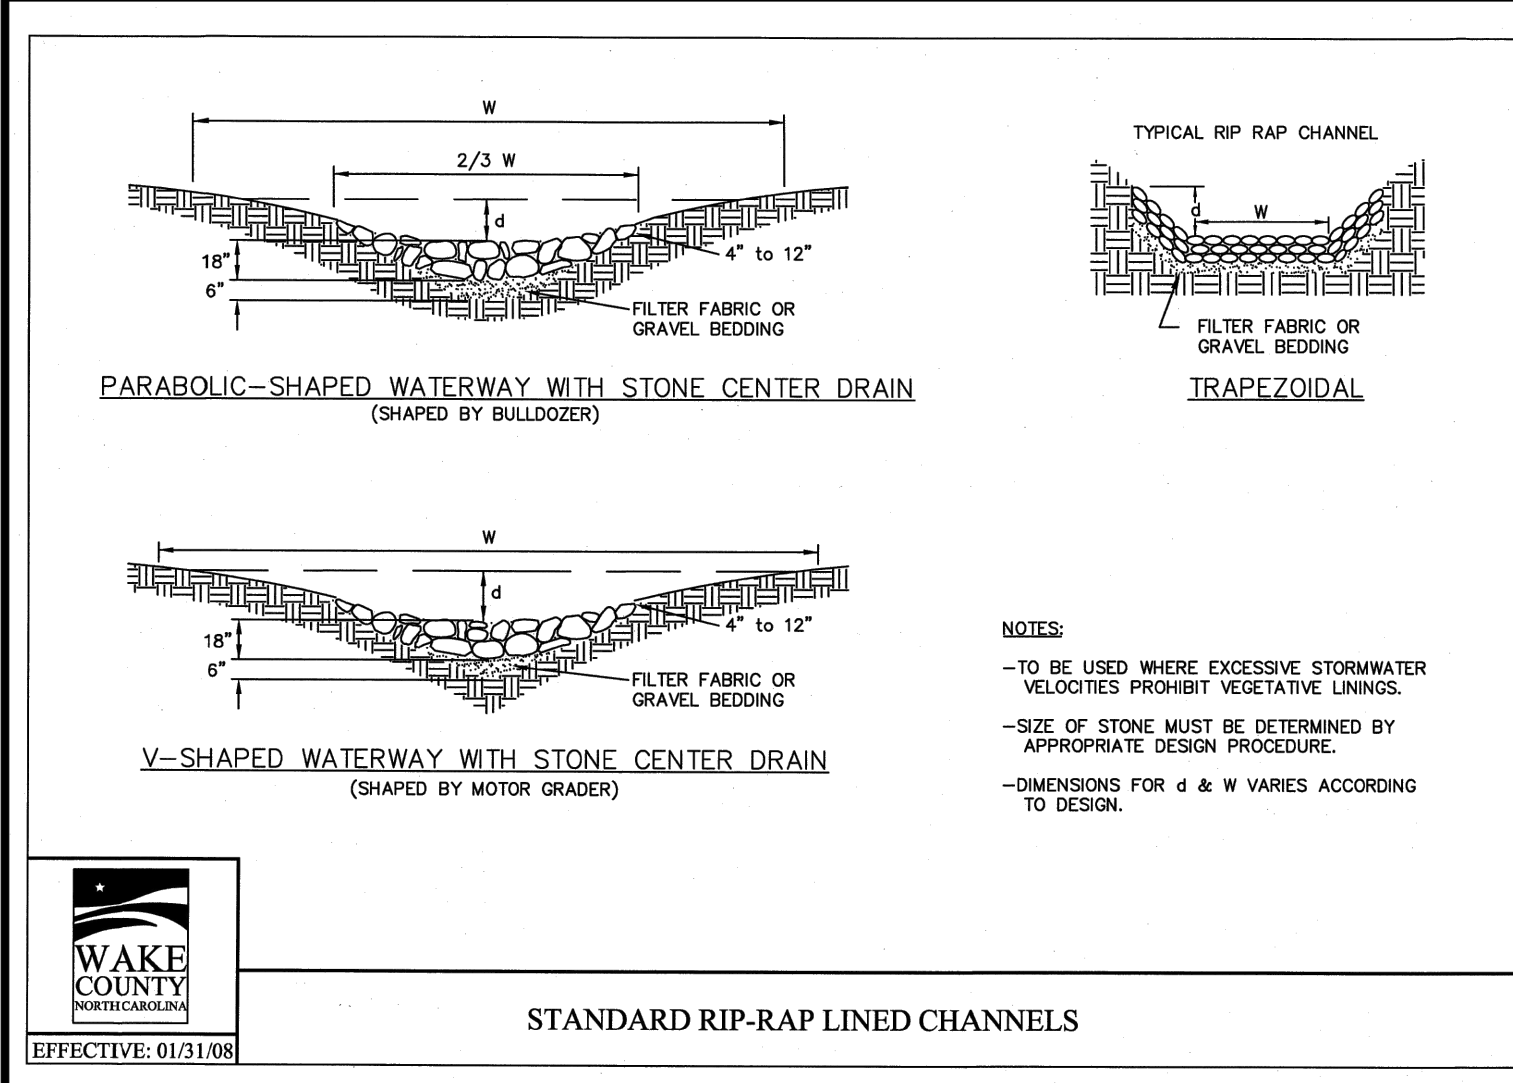 W
2/3 W
d
18"
6"
4" to 12"
FILTER FABRIC OR
GRAVEL BEDDING
PARABOLIC-SHAPED WATERWAY WITH STONE CENTER DRAIN
(SHAPED BY BULLDOZER)
TYPICAL RIP RAP CHANNEL
d
W
FILTER FABRIC OR
GRAVEL BEDDING
TRAPEZOIDAL
W
d
18"
6"
4" to 12"
FILTER FABRIC OR
GRAVEL BEDDING
V-SHAPED WATERWAY WITH STONE CENTER DRAIN
(SHAPED BY MOTOR GRADER)
NOTES:
-TO BE USED WHERE EXCESSIVE STORMWATER
VELOCITIES PROHIBIT VEGETATIVE LININGS.
-SIZE OF STONE MUST BE DETERMINED BY
APPROPRIATE DESIGN PROCEDURE.
-DIMENSIONS FOR d & W VARIES ACCORDING
TO DESIGN.
WAKE
COUNTY
NORTH CAROLINA
EFFECTIVE: 01/31/08
STANDARD RIP-RAP LINED CHANNELS